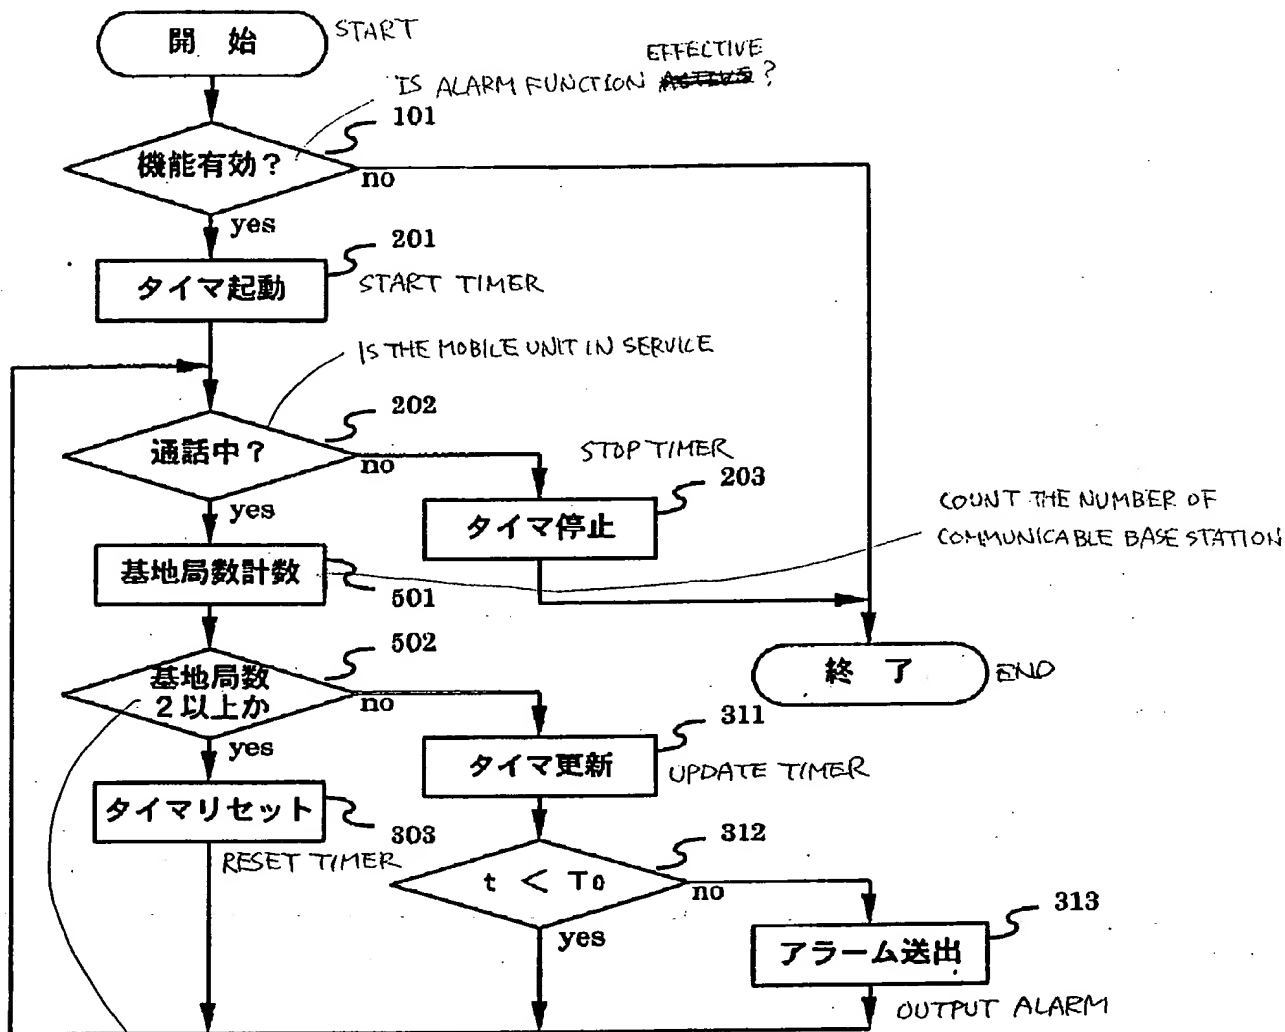 開 始
START
EFFECTIVE
IS ALARM FUNCTION ?
101
機能有効?
no
yes
201
タイマ起動
START TIMER
IS THE MOBILE UNIT IN SERVICE
202
通話中?
no
yes
STOP TIMER
203
タイマ停止
COUNT THE NUMBER OF
COMMUNICABLE BASE STATION
基地局数計数
501
502
基地局数
2以上か
no
yes
終 了
END
311
タイマ更新
UPDATE TIMER
タイマリセット
303
RESET TIMER
312
t < T0
no
yes
313
アラーム送出
OUTPUT ALARM